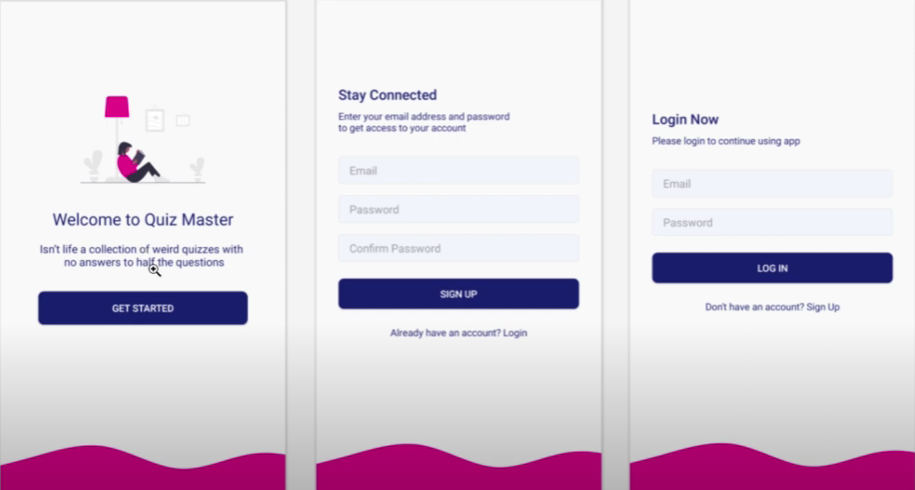 Welcome to Quiz Master
Isn't life a collection of weird quizzes with
no answers to half the questions
GET STARTED
Stay Connected
Enter your email address and password
to get access to your account
Email
Password
Confirm Password
SIGN UP
Already have an account? Login
Login Now
Please login to continue using app
Email
Password
LOG IN
Don't have an account? Sign Up